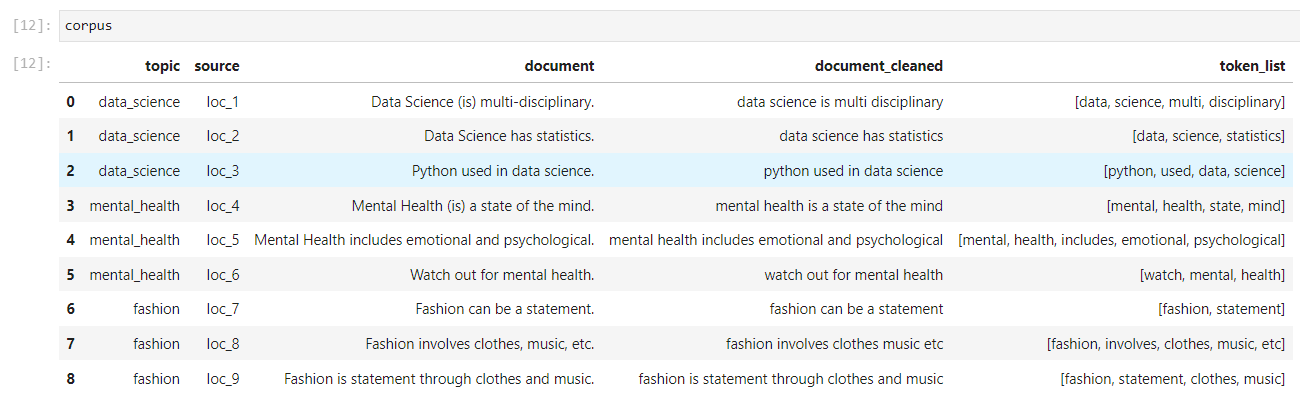 [12]: corpus
[12]:
topic source document document_cleaned token_list
0 data_science loc_1 Data Science (is) multi-disciplinary. data science is multi disciplinary [data, science, multi, disciplinary]
1 data_science loc_2 Data Science has statistics. data science has statistics [data, science, statistics]
2 data_science loc_3 Python used in data science. python used in data science [python, used, data, science]
3 mental_health loc_4 Mental Health (is) a state of the mind. mental health is a state of the mind [mental, health, state, mind]
4 mental_health loc_5 Mental Health includes emotional and psychological. mental health includes emotional and psychological [mental, health, includes, emotional, psychological]
5 mental_health loc_6 Watch out for mental health. watch out for mental health [watch, mental, health]
6 fashion loc_7 Fashion can be a statement. fashion can be a statement [fashion, statement]
7 fashion loc_8 Fashion involves clothes, music, etc. fashion involves clothes music etc [fashion, involves, clothes, music, etc]
8 fashion loc_9 Fashion is statement through clothes and music. fashion is statement through clothes and music [fashion, statement, clothes, music]